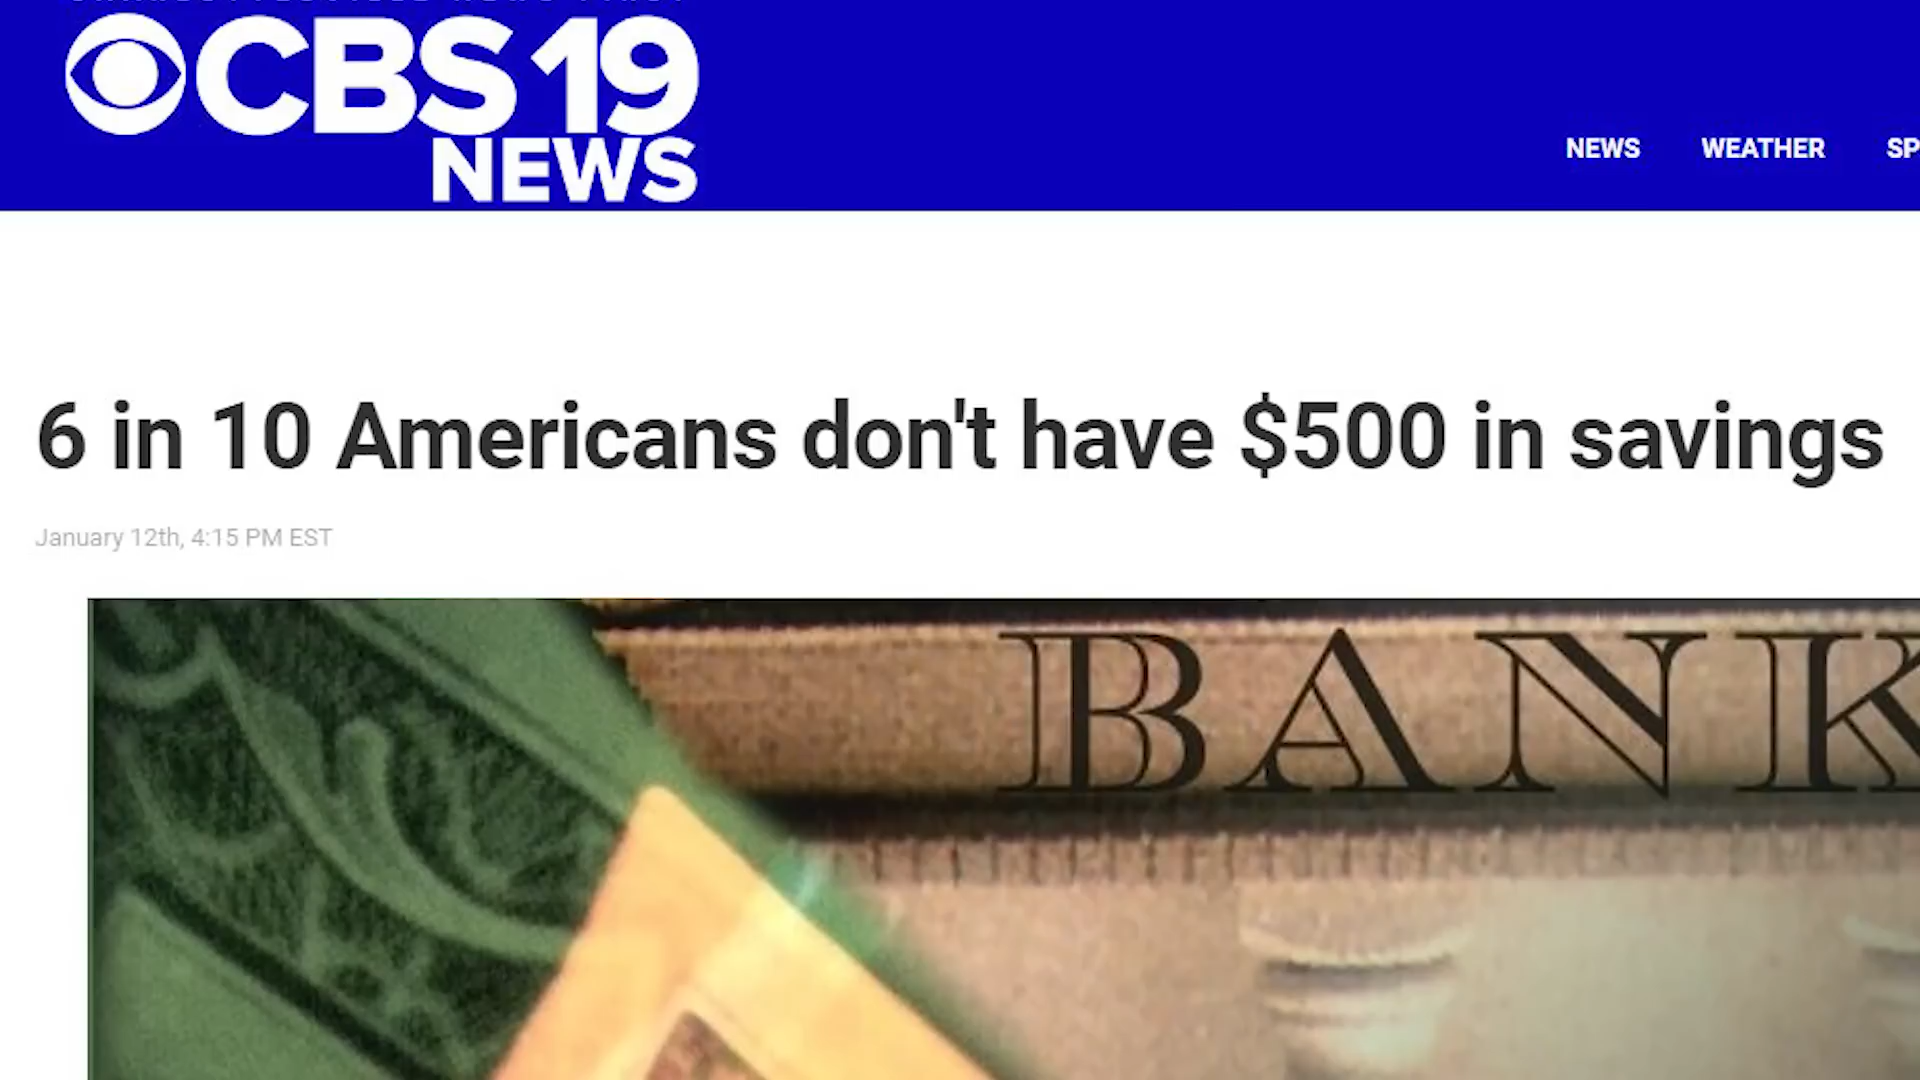 CBS 19
NEWS
NEWS WEATHER SP
6 in 10 Americans don't have $500 in savings
January 12th, 4:15 PM EST
BANK